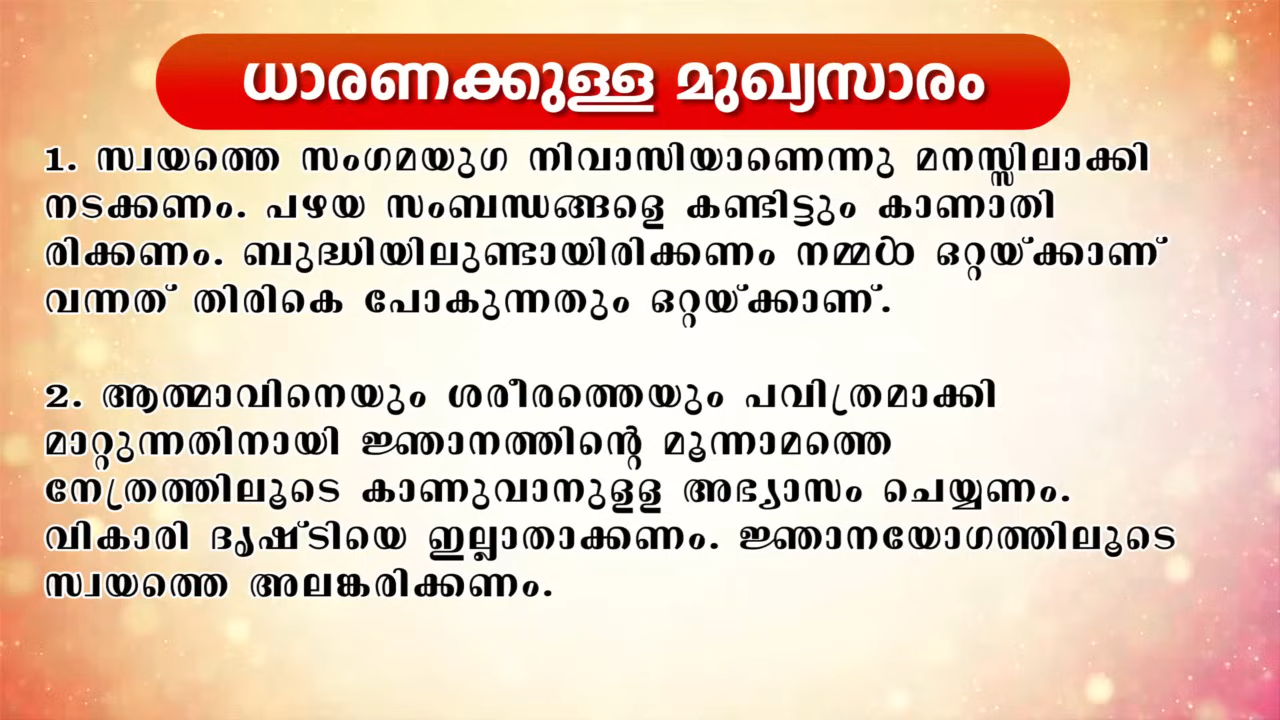 ധാരണക്കുള്ള മുഖ്യസാരം
1. സ്വയത്തെ സംഗമയുഗ നിവാസിയാണെന്നു മനസ്സിലാക്കി
നടക്കണം. പഴയ സംബന്ധങ്ങളെ കണ്ടിട്ടും കാണാതി
രിക്കണം. ബുദ്ധിയിലുണ്ടായിരിക്കണം നമ്മൾ ഒറ്റയ്ക്കാണ്
വന്നത് തിരികെ പോകുന്നതും ഒറ്റയ്ക്കാണ്.
2. ആത്മാവിനെയും ശരീരത്തെയും പവിത്രമാക്കി
മാറ്റുന്നതിനായി ജ്ഞാനത്തിന്റെ മൂന്നാമത്തെ
നേത്രത്തിലൂടെ കാണുവാനുളള അഭ്യാസം ചെയ്യണം.
വികാരി ദൃഷ്ടിയെ ഇല്ലാതാക്കണം. ജ്ഞാനയോഗത്തിലൂടെ
സ്വയത്തെ അലങ്കരിക്കണം.